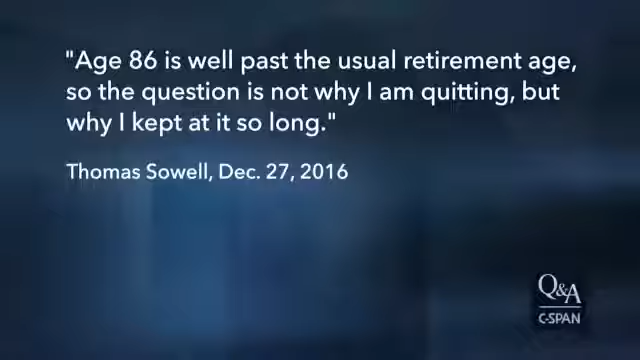 "Age 86 is well past the usual retirement age,
so the question is not why I am quitting, but
why I kept at it so long."
Thomas Sowell, Dec. 27, 2016
Q&A
C-SPAN